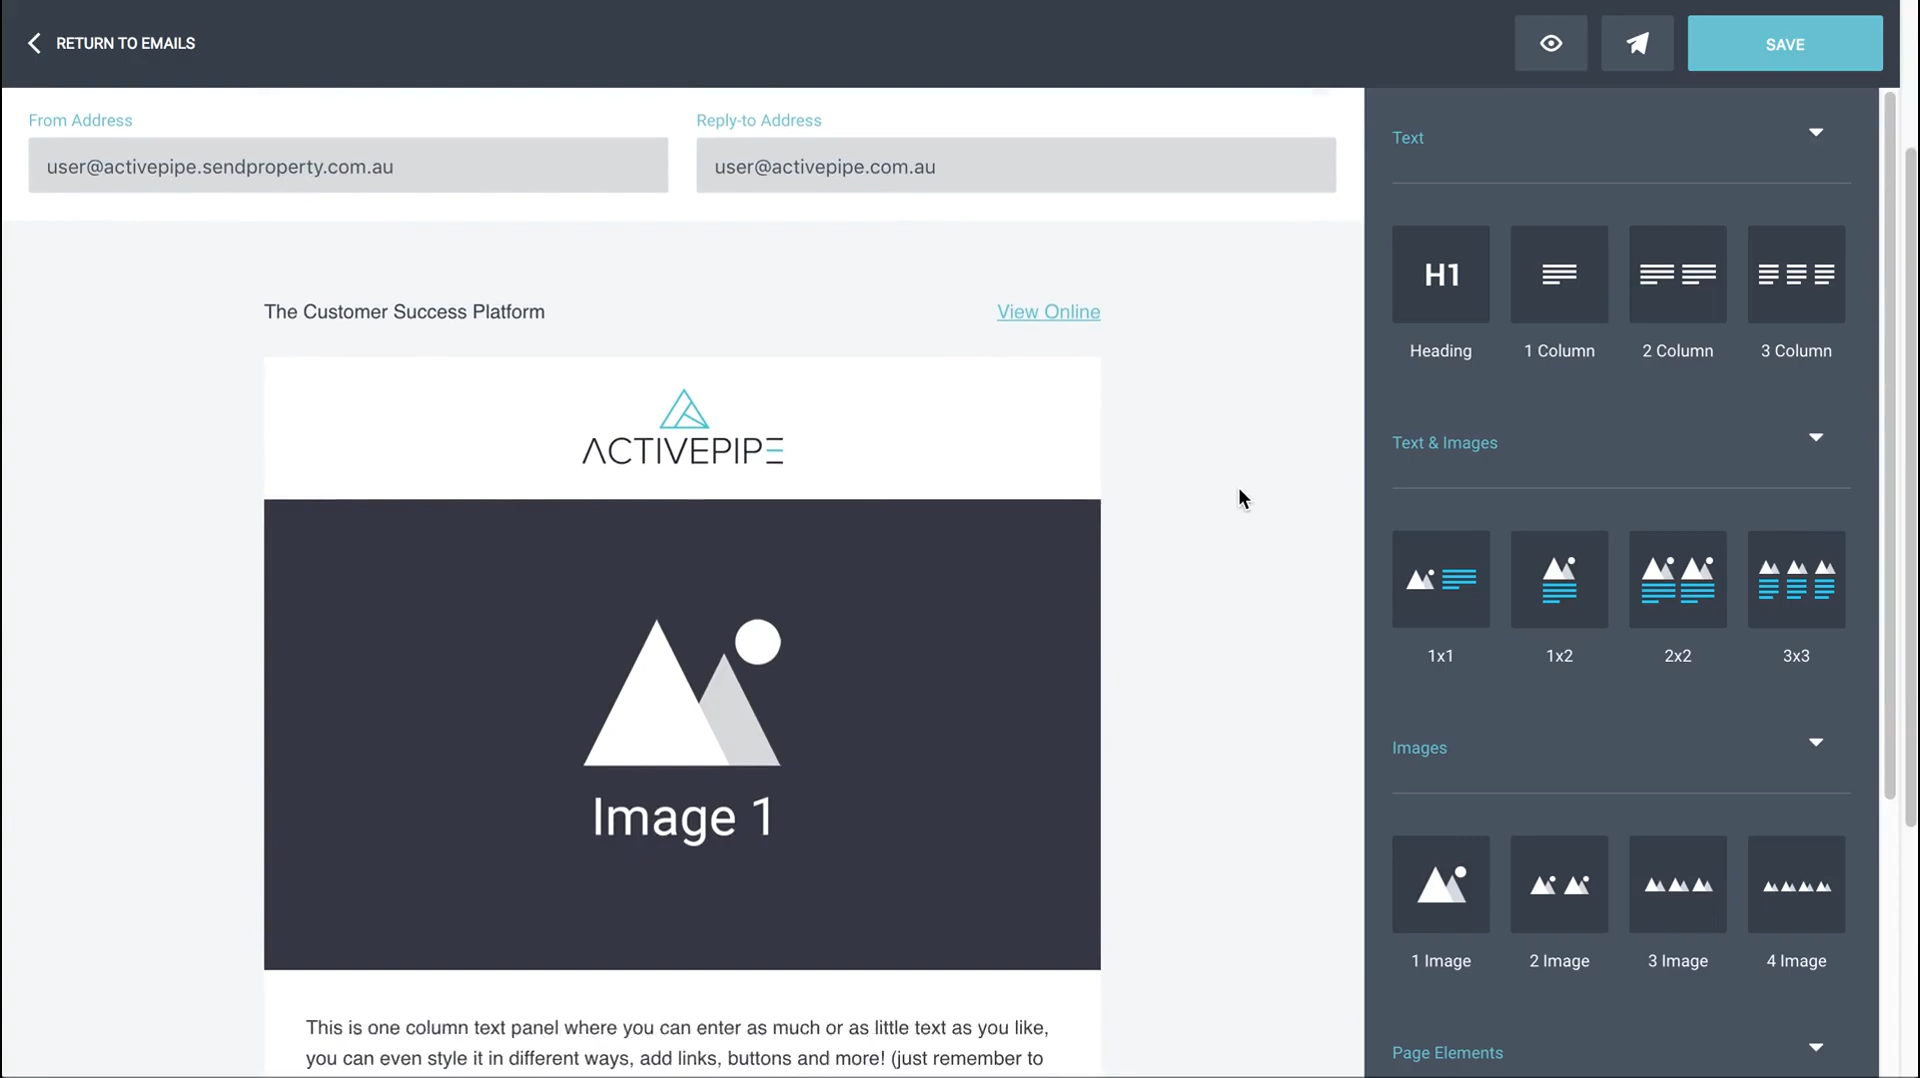 RETURN TO EMAILS
SAVE
From Address
Reply-to Address
user@activepipe.sendproperty.com.au
user@activepipe.com.au
The Customer Success Platform
View Online
ACTIVEPIPE
Image 1
This is one column text panel where you can enter as much or as little text as you like,
you can even style it in different ways, add links, buttons and more! (just remember to
Text
H1
Heading
1 Column
2 Column
3 Column
Text & Images
1x1
1x2
2x2
3x3
Images
1 Image
2 Image
3 Image
4 Image
Page Elements